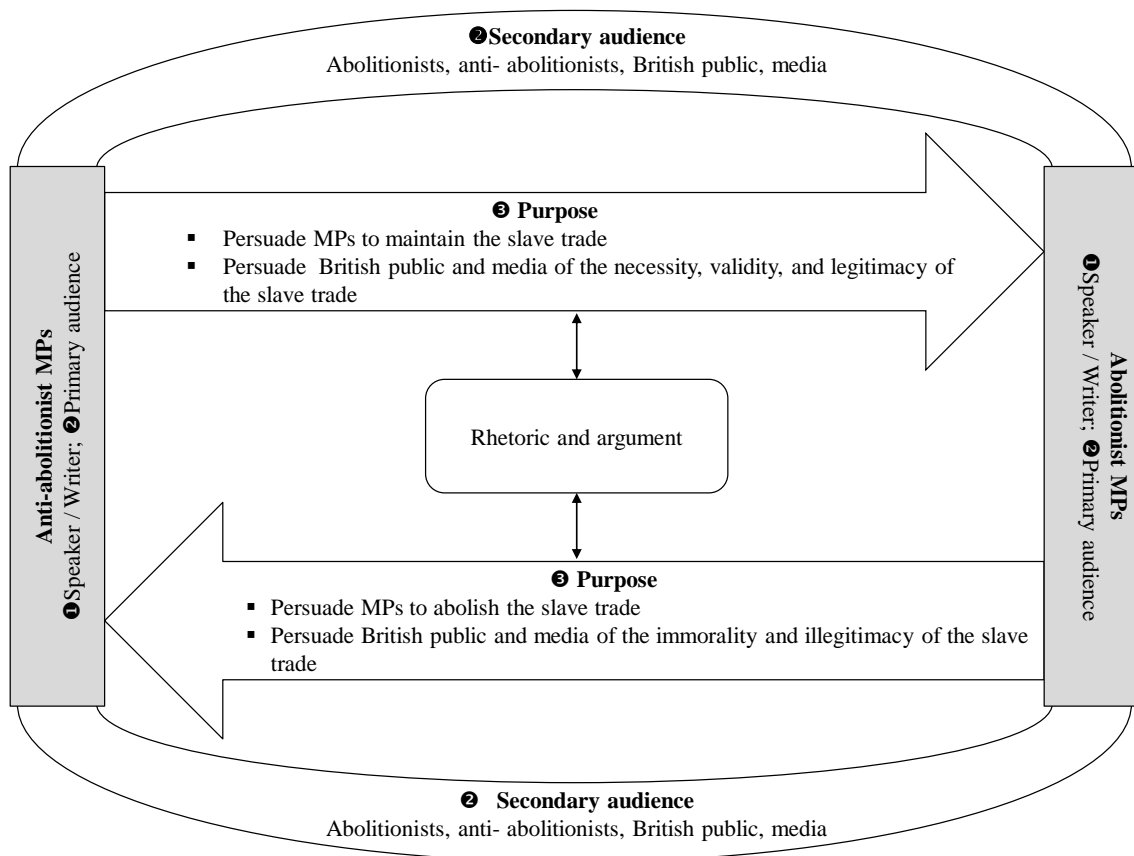 ❷Secondary audience
Abolitionists, anti- abolitionists, British public, media
Anti-abolitionist MPs
❶Speaker / Writer; ❷Primary audience
❸ Purpose
▪ Persuade MPs to maintain the slave trade
▪ Persuade British public and media of the necessity, validity, and legitimacy of
the slave trade
Rhetoric and argument
❸ Purpose
▪ Persuade MPs to abolish the slave trade
▪ Persuade British public and media of the immorality and illegitimacy of the slave
trade
Abolitionist MPs
❶Speaker / Writer; ❷Primary audience
❷ Secondary audience
Abolitionists, anti- abolitionists, British public, media